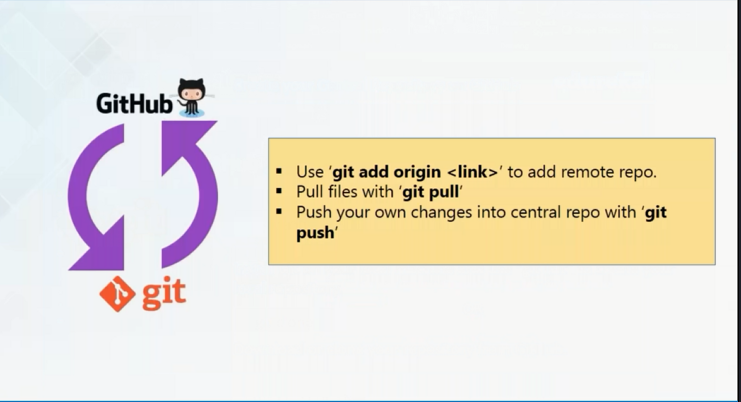 GitHub
▪ Use ‘git add origin <link>’ to add remote repo.
▪ Pull files with ‘git pull’
▪ Push your own changes into central repo with ‘git
push’
git